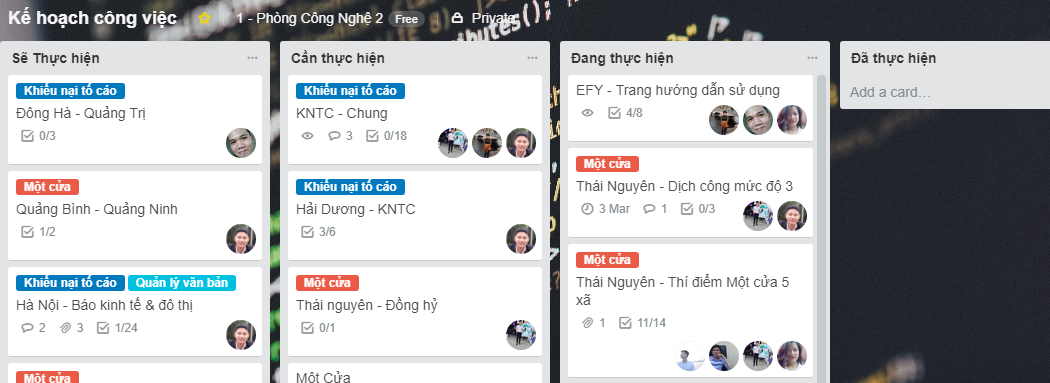 Kế hoạch công việc
1 - Phòng Công Nghệ 2 Free
Private
Sẽ Thực hiện
Khiếu nại tố cáo
Đông Hà - Quảng Trị
0/3
Một cửa
Quảng Bình - Quảng Ninh
1/2
Khiếu nại tố cáo Quản lý văn bản
Hà Nội - Báo kinh tế & đô thị
2 3 1/24
Một cửa
Cần thực hiện
Khiếu nại tố cáo
KNTC - Chung
3 0/18
Khiếu nại tố cáo
Hải Dương - KNTC
3/6
Một cửa
Thái nguyên - Đồng hỷ
0/1
Một Cửa
Đang thực hiện
EFY - Trang hướng dẫn sử dụng
4/8
Một cửa
Thái Nguyên - Dịch công mức độ 3
3 Mar 1 0/3
Một cửa
Thái Nguyên - Thí điểm Một cửa 5
xã
1 11/14
Đã thực hiện
Add a card...